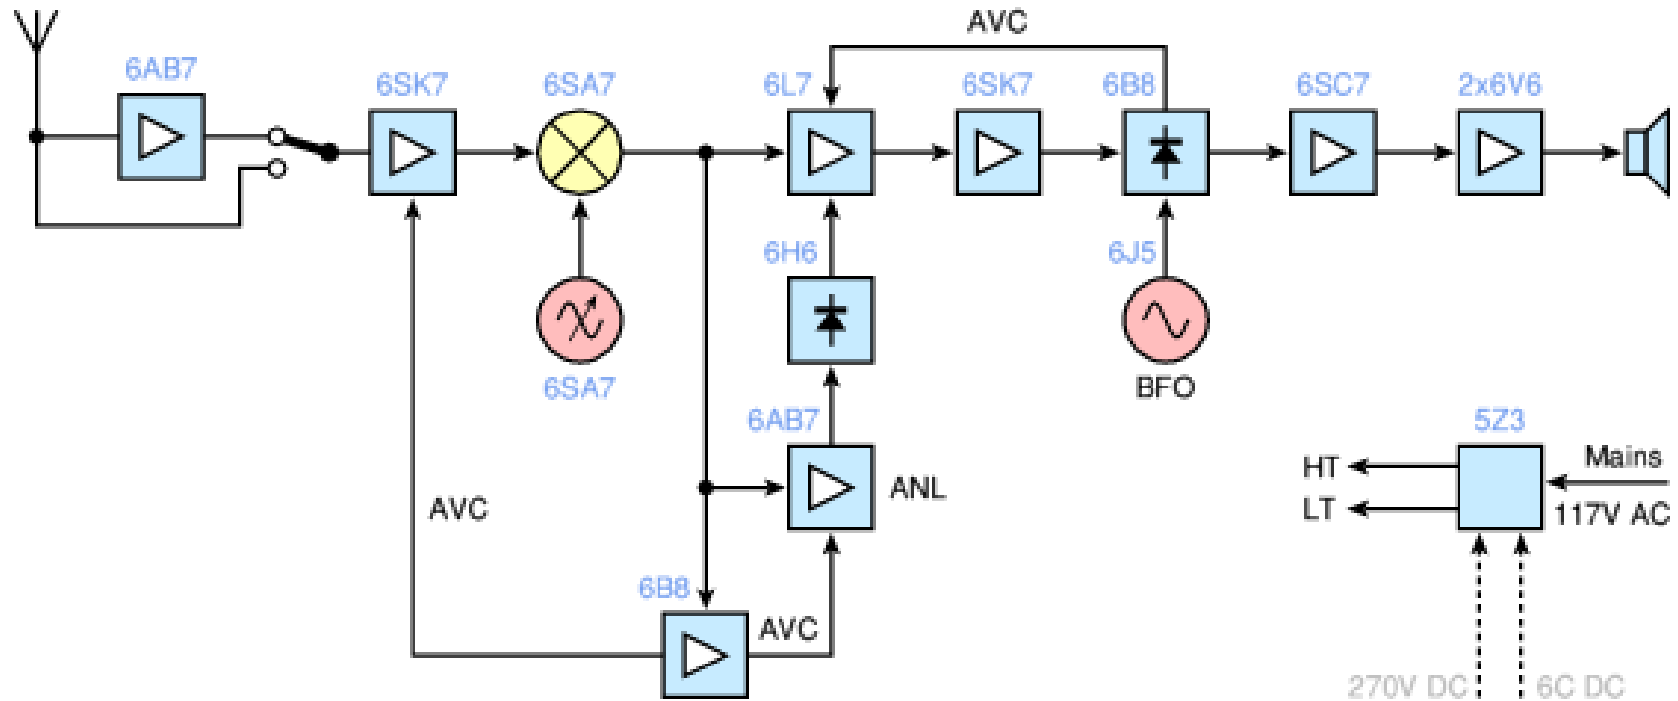 AVC
6AB7
6SK7
6SA7
6L7
6SK7
6B8
6SC7
2x6V6
6H6
6J5
6SA7
BFO
6AB7
5Z3
ANL
HT
Mains
LT
117V AC
AVC
6B8
AVC
270V DC
6C DC